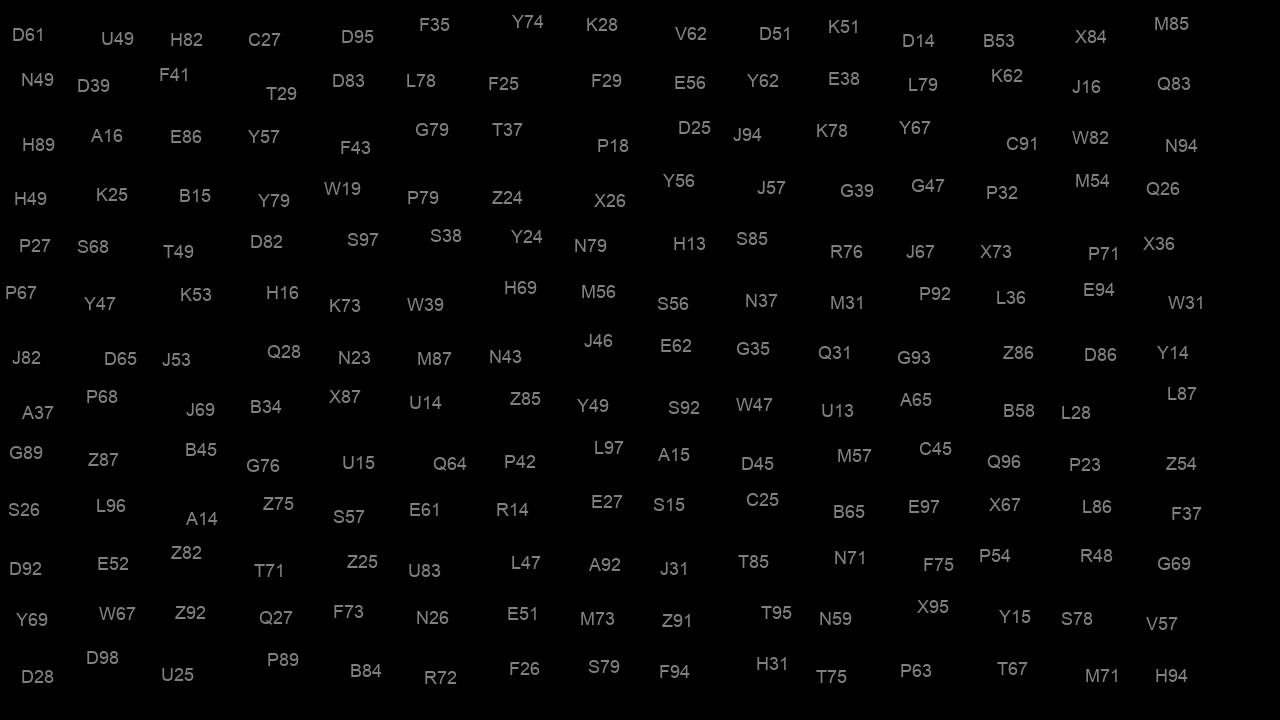 D61 U49 H82 C27 D95 F35 Y74 K28 V62 D51 K51 D14 B53 X84 M85
N49 D39 F41 T29 D83 L78 F25 F29 E56 Y62 E38 L79 K62 J16 Q83
H89 A16 E86 Y57 F43 G79 T37 P18 D25 J94 K78 Y67 C91 W82 N94
H49 K25 B15 Y79 W19 P79 Z24 X26 Y56 J57 G39 G47 P32 M54 Q26
P27 S68 T49 D82 S97 S38 Y24 N79 H13 S85 R76 J67 X73 P71 X36
P67 Y47 K53 H16 K73 W39 H69 M56 S56 N37 M31 P92 L36 E94 W31
J82 D65 J53 Q28 N23 M87 N43 J46 E62 G35 Q31 G93 Z86 D86 Y14
A37 P68 J69 B34 X87 U14 Z85 Y49 S92 W47 U13 A65 B58 L28 L87
G89 Z87 B45 G76 U15 Q64 P42 L97 A15 D45 M57 C45 Q96 P23 Z54
S26 L96 A14 Z75 S57 E61 R14 E27 S15 C25 B65 E97 X67 L86 F37
D92 E52 Z82 T71 Z25 U83 L47 A92 J31 T85 N71 F75 P54 R48 G69
Y69 W67 Z92 Q27 F73 N26 E51 M73 Z91 T95 N59 X95 Y15 S78 V57
D28 D98 U25 P89 B84 R72 F26 S79 F94 H31 T75 P63 T67 M71 H94